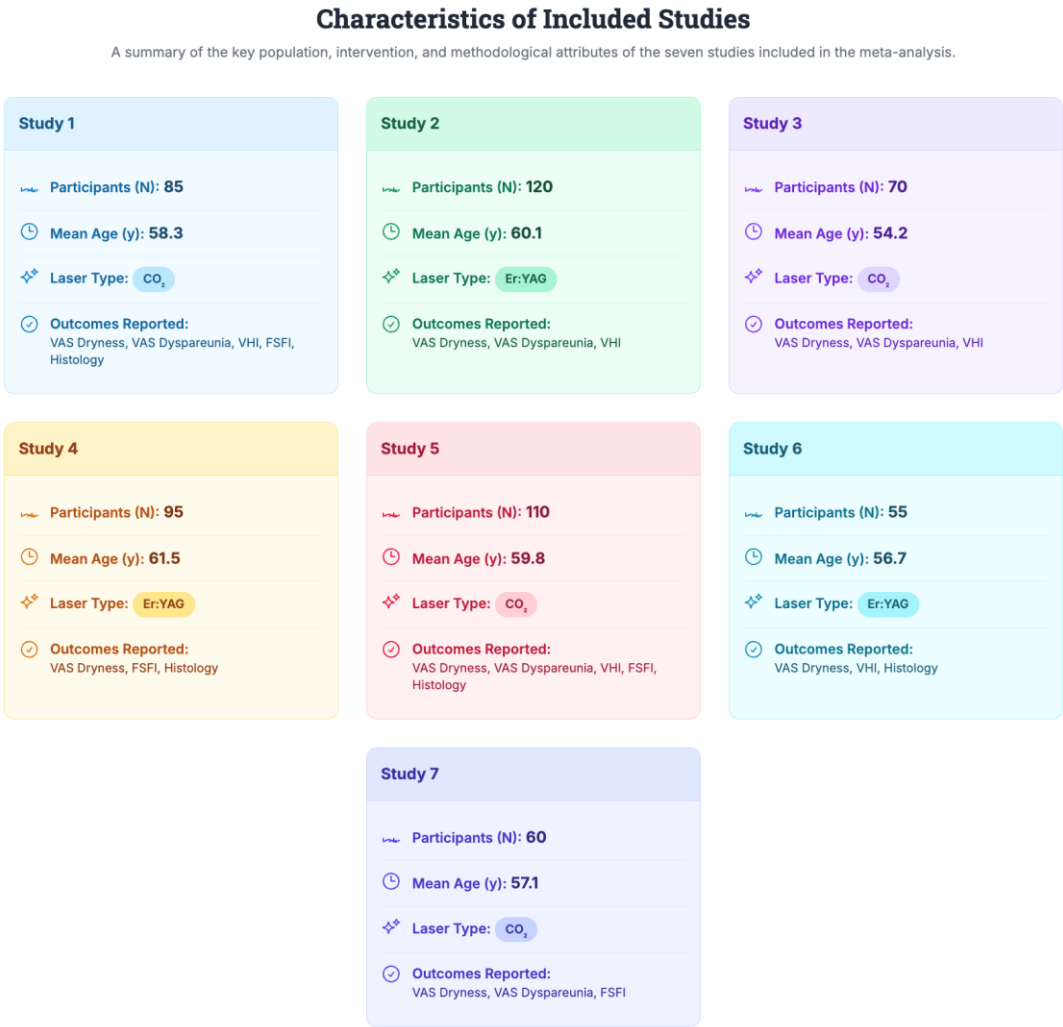 Characteristics of Included Studies
A summary of the key population, intervention, and methodological attributes of the seven studies included in the meta-analysis.
Study 1
Participants (N): 85
Mean Age (y): 58.3
Laser Type: CO₂
Outcomes Reported:
VAS Dryness, VAS Dyspareunia, VHI, FSFI,
Histology
Study 2
Participants (N): 120
Mean Age (y): 60.1
Laser Type: Er:YAG
Outcomes Reported:
VAS Dryness, VAS Dyspareunia, VHI
Study 3
Participants (N): 70
Mean Age (y): 54.2
Laser Type: CO₂
Outcomes Reported:
VAS Dryness, VAS Dyspareunia, VHI
Study 4
Participants (N): 95
Mean Age (y): 61.5
Laser Type: Er:YAG
Outcomes Reported:
VAS Dryness, FSFI, Histology
Study 5
Participants (N): 110
Mean Age (y): 59.8
Laser Type: CO₂
Outcomes Reported:
VAS Dryness, VAS Dyspareunia, VHI, FSFI,
Histology
Study 6
Participants (N): 55
Mean Age (y): 56.7
Laser Type: Er:YAG
Outcomes Reported:
VAS Dryness, VHI, Histology
Study 7
Participants (N): 60
Mean Age (y): 57.1
Laser Type: CO₂
Outcomes Reported:
VAS Dryness, VAS Dyspareunia, FSFI